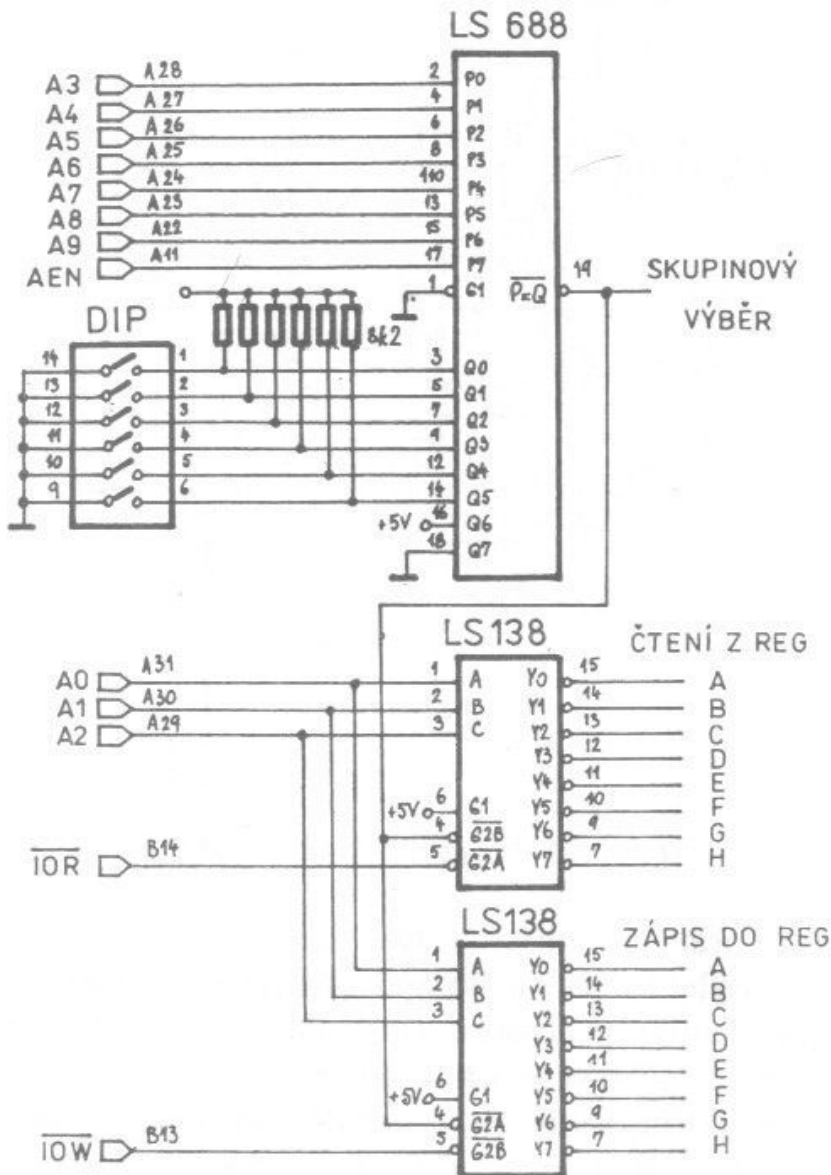 LS 688
A3 A28 2 P0
A4 A27 4 P1
A5 A26 6 P2
A6 A25 8 P3
A7 A24 110 P4
A8 A23 13 P5
A9 A22 15 P6
AEN A11 17 P7
1 G1 P=Q 19 SKUPINOVÝ
VÝBĚR
DIP
8k2
14 1 3 Q0
13 2 5 Q1
12 3 7 Q2
11 4 9 Q3
10 5 12 Q4
9 6 14 Q5
+5V 16 Q6
18 Q7
LS138
ČTENÍ Z REG
A0 A31 1 A Y0 15 A
A1 A30 2 B Y1 14 B
A2 A29 3 C Y2 13 C
Y3 12 D
Y4 11 E
+5V 6 G1 Y5 10 F
4 G2B Y6 9 G
IOR B14 5 G2A Y7 7 H
LS138
ZÁPIS DO REG
1 A Y0 15 A
2 B Y1 14 B
3 C Y2 13 C
Y3 12 D
Y4 11 E
+5V 6 G1 Y5 10 F
4 G2A Y6 9 G
IOW B13 5 G2B Y7 7 H